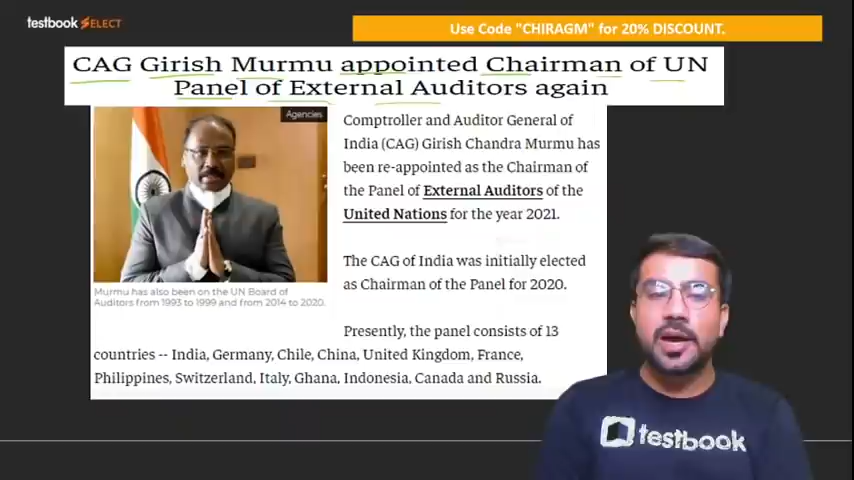 testbook SELECT
Use Code "CHIRAGM" for 20% DISCOUNT.
CAG Girish Murmu appointed Chairman of UN
Panel of External Auditors again
Agencies
Murmu has also been on the UN Board of
Auditors from 1993 to 1999 and from 2014 to 2020.
Comptroller and Auditor General of
India (CAG) Girish Chandra Murmu has
been re-appointed as the Chairman of
the Panel of External Auditors of the
United Nations for the year 2021.
The CAG of India was initially elected
as Chairman of the Panel for 2020.
Presently, the panel consists of 13
countries -- India, Germany, Chile, China, United Kingdom, France,
Philippines, Switzerland, Italy, Ghana, Indonesia, Canada and Russia.
testbook